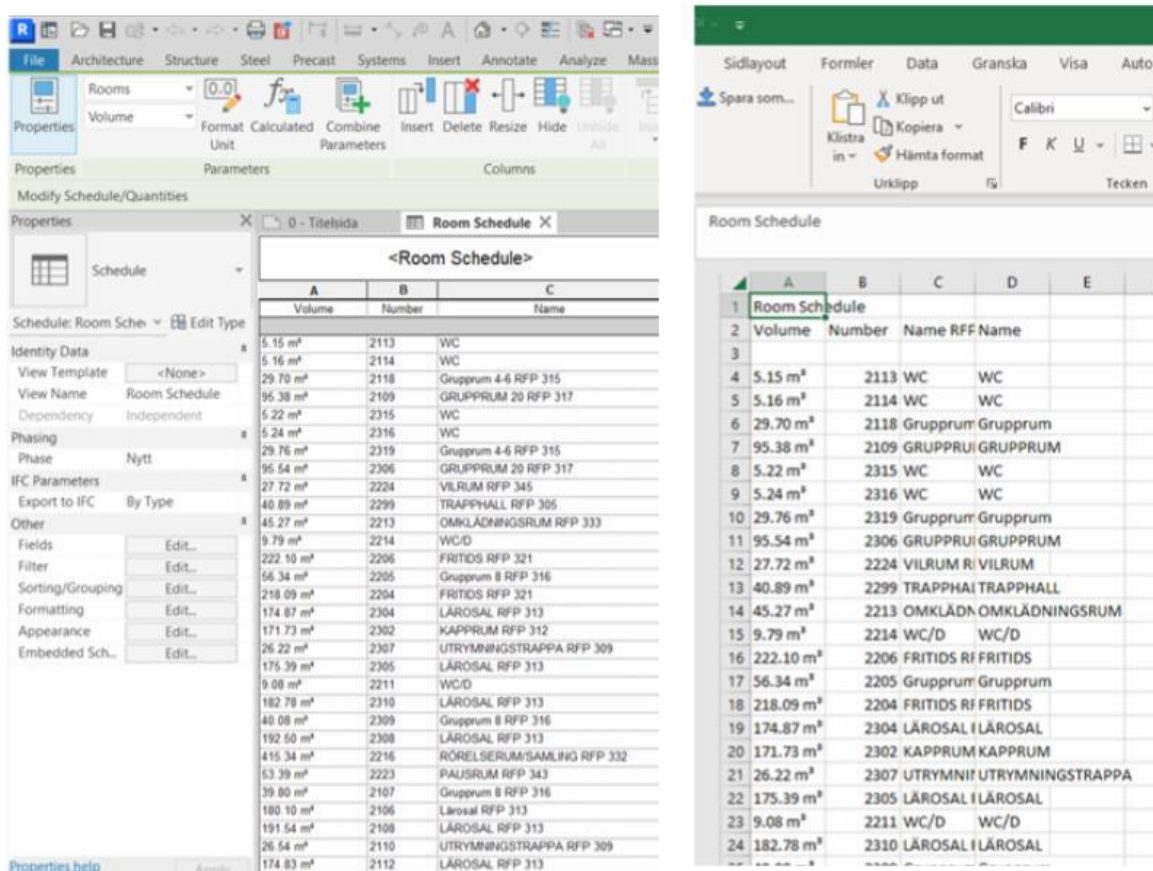 File Architecture Structure Steel Precast Systems Insert Annotate Analyze Mass
Rooms
Volume
Properties
Format Unit
Calculated
Combine Parameters
Insert Delete Resize Hide Unhide All
Properties Parameters Columns
Modify Schedule/Quantities
Properties
0 - Titelsida
Room Schedule
Schedule
Schedule: Room Sche
Edit Type
Identity Data
View Template <None>
View Name Room Schedule
Dependency Independent
Phasing
Phase Nytt
IFC Parameters
Export to IFC By Type
Other
Fields Edit...
Filter Edit...
Sorting/Grouping Edit...
Formatting Edit...
Appearance Edit...
Embedded Sch... Edit...
Properties help Apply
<Room Schedule>
A B C
Volume Number Name
5.15 m³ 2113 WC
5.16 m³ 2114 WC
29.70 m³ 2118 Grupprum 4-6 RFP 315
95.38 m³ 2109 GRUPPRUM 20 RFP 317
5.22 m³ 2315 WC
5.24 m³ 2316 WC
29.76 m³ 2319 Grupprum 4-6 RFP 315
95.54 m³ 2306 GRUPPRUM 20 RFP 317
27.72 m³ 2224 VILRUM RFP 345
40.89 m³ 2299 TRAPPHALL RFP 305
45.27 m³ 2213 OMKLÄDNINGSRUM RFP 333
9.79 m³ 2214 WC/D
222.10 m³ 2206 FRITIDS RFP 321
56.34 m³ 2205 Grupprum 8 RFP 316
218.09 m³ 2204 FRITIDS RFP 321
174.87 m³ 2304 LÄROSAL RFP 313
171.73 m³ 2302 KAPPRUM RFP 312
26.22 m³ 2307 UTRYMNINGSTRAPPA RFP 309
175.39 m³ 2305 LÄROSAL RFP 313
9.08 m³ 2211 WC/D
182.78 m³ 2310 LÄROSAL RFP 313
40.08 m³ 2309 Grupprum 8 RFP 316
192.50 m³ 2308 LÄROSAL RFP 313
415.34 m³ 2216 RÖRELSERUM/SAMLING RFP 332
53.39 m³ 2223 PAUSRUM RFP 343
39.80 m³ 2107 Grupprum 8 RFP 316
180.10 m³ 2106 Lärosal RFP 313
191.54 m³ 2108 LÄROSAL RFP 313
26.54 m³ 2110 UTRYMNINGSTRAPPA RFP 309
174.83 m³ 2112 LÄROSAL RFP 313
Sidlayout Formler Data Granska Visa Auto
Spara som...
Klistra in
Klipp ut
Kopiera
Hämta format
Calibri
F K U
Urklipp Tecken
Room Schedule
A B C D E
1 Room Schedule
2 Volume Number Name RFP Name
3
4 5.15 m³ 2113 WC WC
5 5.16 m³ 2114 WC WC
6 29.70 m³ 2118 Grupprum Grupprum
7 95.38 m³ 2109 GRUPPRU GRUPPRUM
8 5.22 m³ 2315 WC WC
9 5.24 m³ 2316 WC WC
10 29.76 m³ 2319 Grupprum Grupprum
11 95.54 m³ 2306 GRUPPRU GRUPPRUM
12 27.72 m³ 2224 VILRUM R VILRUM
13 40.89 m³ 2299 TRAPPHAL TRAPPHALL
14 45.27 m³ 2213 OMKLÄDN OMKLÄDNINGSRUM
15 9.79 m³ 2214 WC/D WC/D
16 222.10 m³ 2206 FRITIDS RF FRITIDS
17 56.34 m³ 2205 Grupprum Grupprum
18 218.09 m³ 2204 FRITIDS RF FRITIDS
19 174.87 m³ 2304 LÄROSAL LÄROSAL
20 171.73 m³ 2302 KAPPRUM KAPPRUM
21 26.22 m³ 2307 UTRYMNI UTRYMNINGSTRAPPA
22 175.39 m³ 2305 LÄROSAL LÄROSAL
23 9.08 m³ 2211 WC/D WC/D
24 182.78 m³ 2310 LÄROSAL LÄROSAL